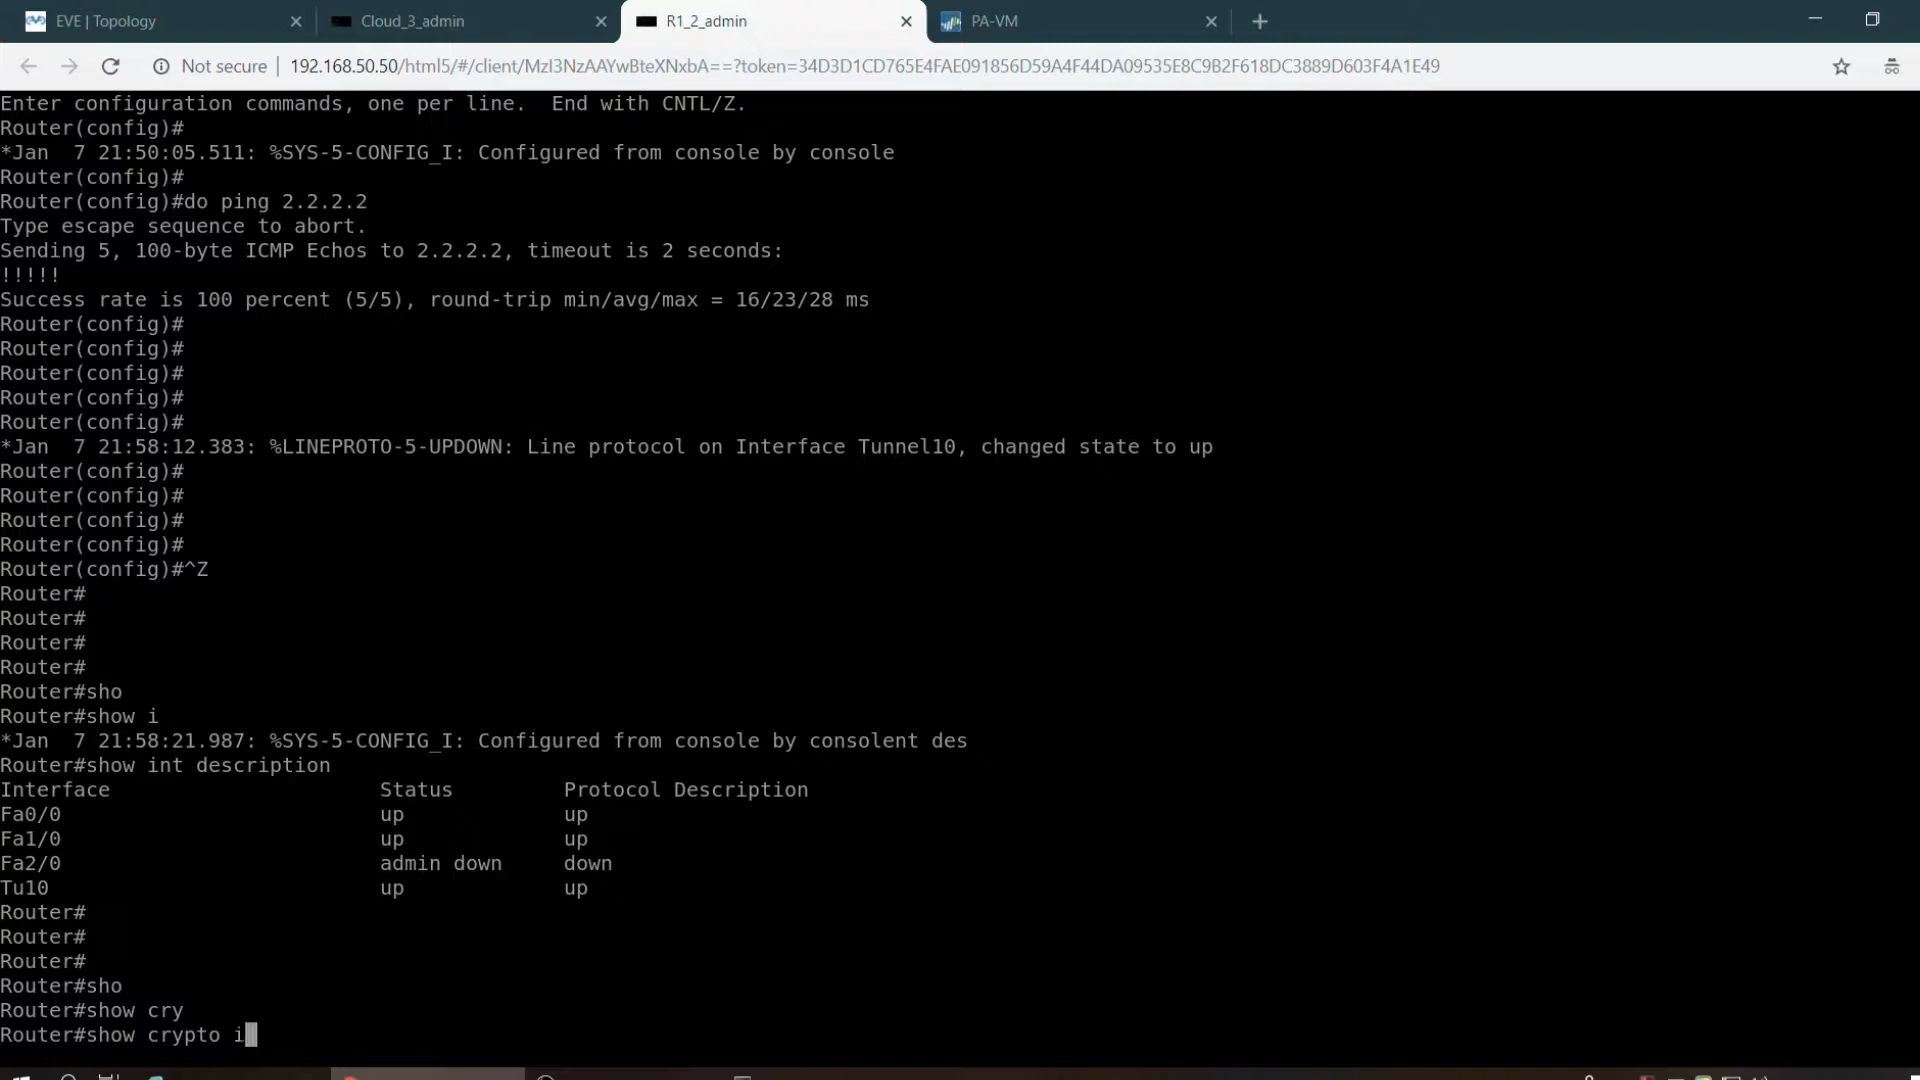 EVE | Topology
Cloud_3_admin
R1_2_admin
PA-VM
Not secure | 192.168.50.50/html5/#/client/MzI3NzAAYwBteXNxbA==?token=34D3D1CD765E4FAE091856D59A4F44DA09535E8C9B2F618DC3889D603F4A1E49
Enter configuration commands, one per line.  End with CNTL/Z.
Router(config)#
*Jan  7 21:50:05.511: %SYS-5-CONFIG_I: Configured from console by console
Router(config)#
Router(config)#do ping 2.2.2.2
Type escape sequence to abort.
Sending 5, 100-byte ICMP Echos to 2.2.2.2, timeout is 2 seconds:
!!!!!
Success rate is 100 percent (5/5), round-trip min/avg/max = 16/23/28 ms
Router(config)#
Router(config)#
Router(config)#
Router(config)#
Router(config)#
*Jan  7 21:58:12.383: %LINEPROTO-5-UPDOWN: Line protocol on Interface Tunnel10, changed state to up
Router(config)#
Router(config)#
Router(config)#
Router(config)#
Router(config)#^Z
Router#
Router#
Router#
Router#
Router#sho
Router#show i
*Jan  7 21:58:21.987: %SYS-5-CONFIG_I: Configured from console by consolent des
Router#show int description
Interface                      Status         Protocol Description
Fa0/0                          up             up
Fa1/0                          up             up
Fa2/0                          admin down     down
Tu10                           up             up
Router#
Router#
Router#
Router#sho
Router#show cry
Router#show crypto i